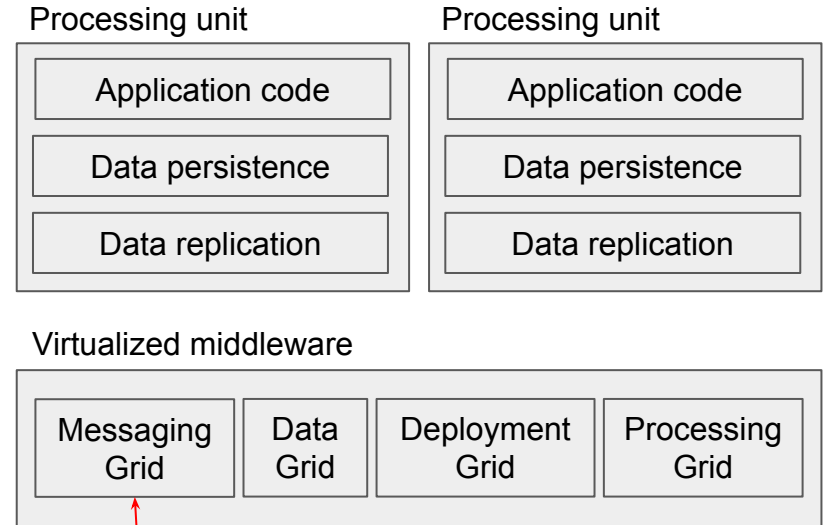 Processing unit
Processing unit
Application code
Application code
Data persistence
Data persistence
Data replication
Data replication
Virtualized middleware
Messaging
Grid
Data
Grid
Deployment
Grid
Processing
Grid